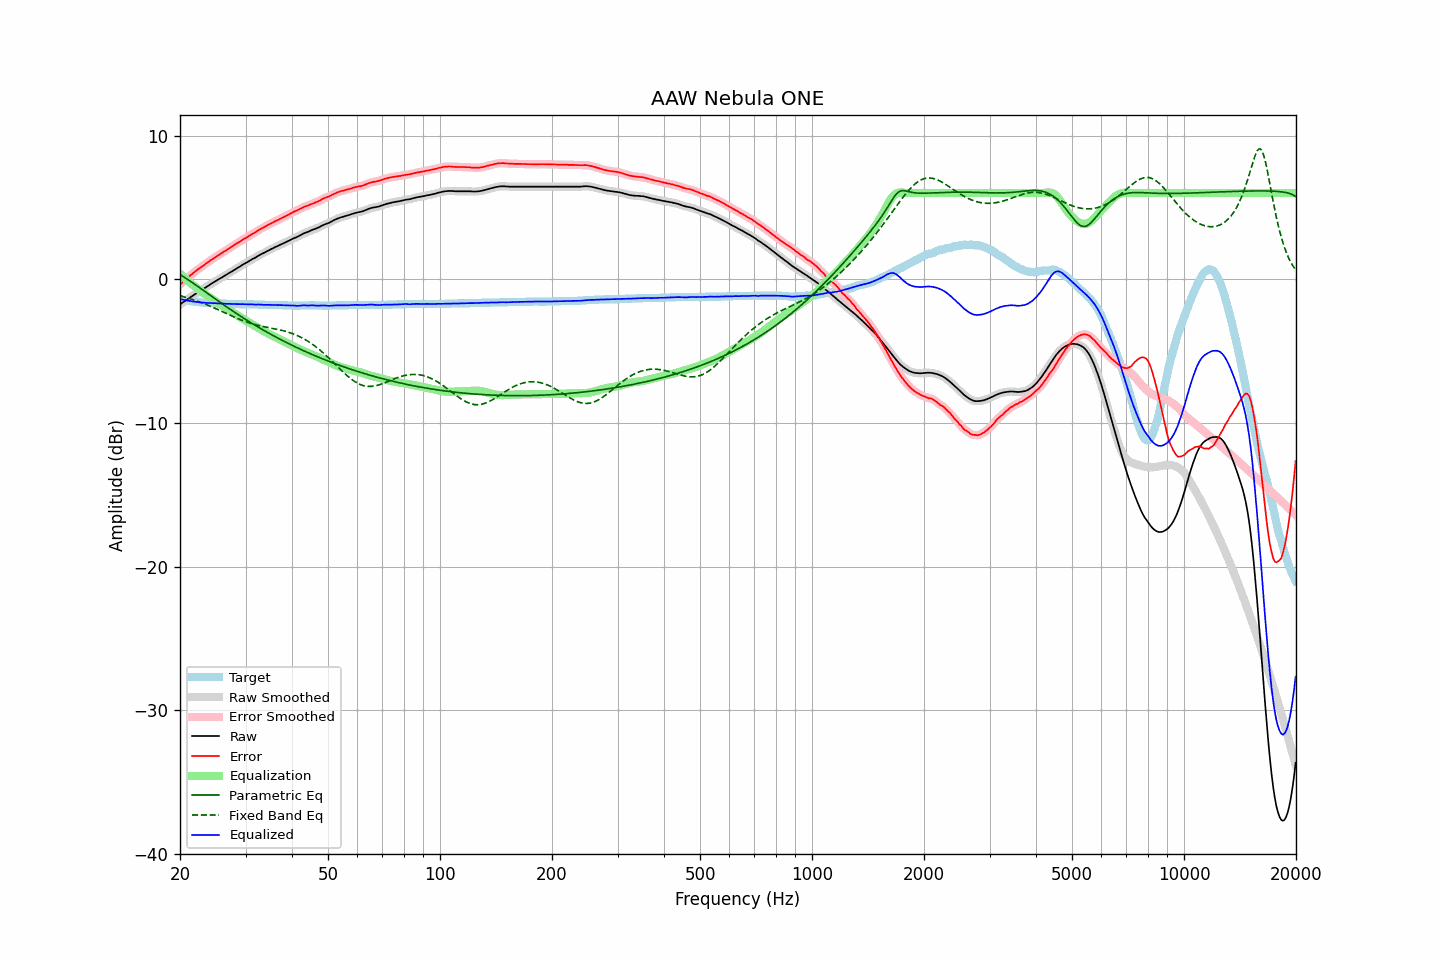 AAW Nebula ONE
10
0
−10
−20
−30
−40
Amplitude (dBr)
Target
Raw Smoothed
Error Smoothed
Raw
Error
Equalization
Parametric Eq
Fixed Band Eq
Equalized
20
50
100
200
500
1000
2000
5000
10000
20000
Frequency (Hz)